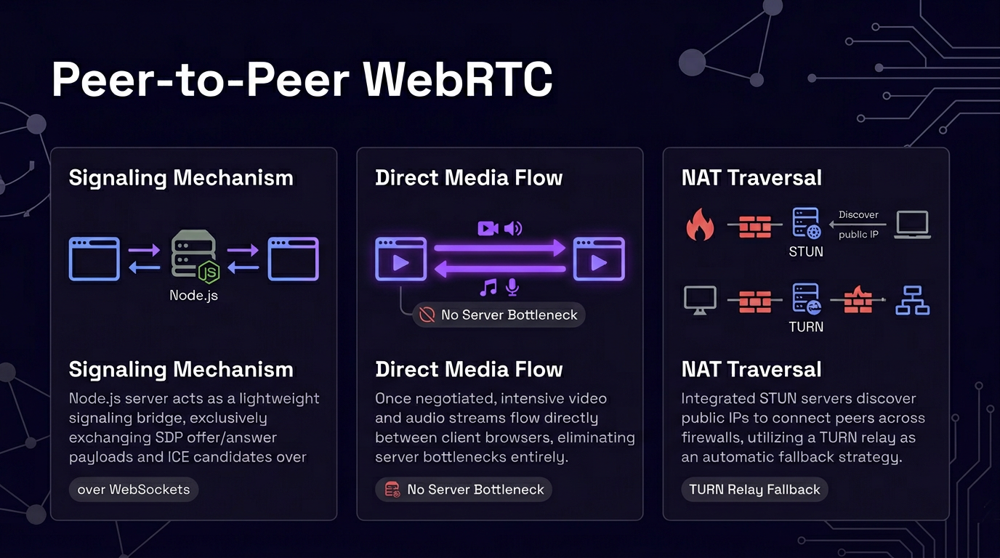 Peer-to-Peer WebRTC
Signaling Mechanism
JS
Node.js
Signaling Mechanism
Node.js server acts as a lightweight
signaling bridge, exclusively
exchanging SDP offer/answer
payloads and ICE candidates over
over WebSockets
Direct Media Flow
No Server Bottleneck
Direct Media Flow
Once negotiated, intensive video
and audio streams flow directly
between client browsers, eliminating
server bottlenecks entirely.
No Server Bottleneck
NAT Traversal
Discover
public IP
STUN
TURN
NAT Traversal
Integrated STUN servers discover
public IPs to connect peers across
firewalls, utilizing a TURN relay as
an automatic fallback strategy.
TURN Relay Fallback